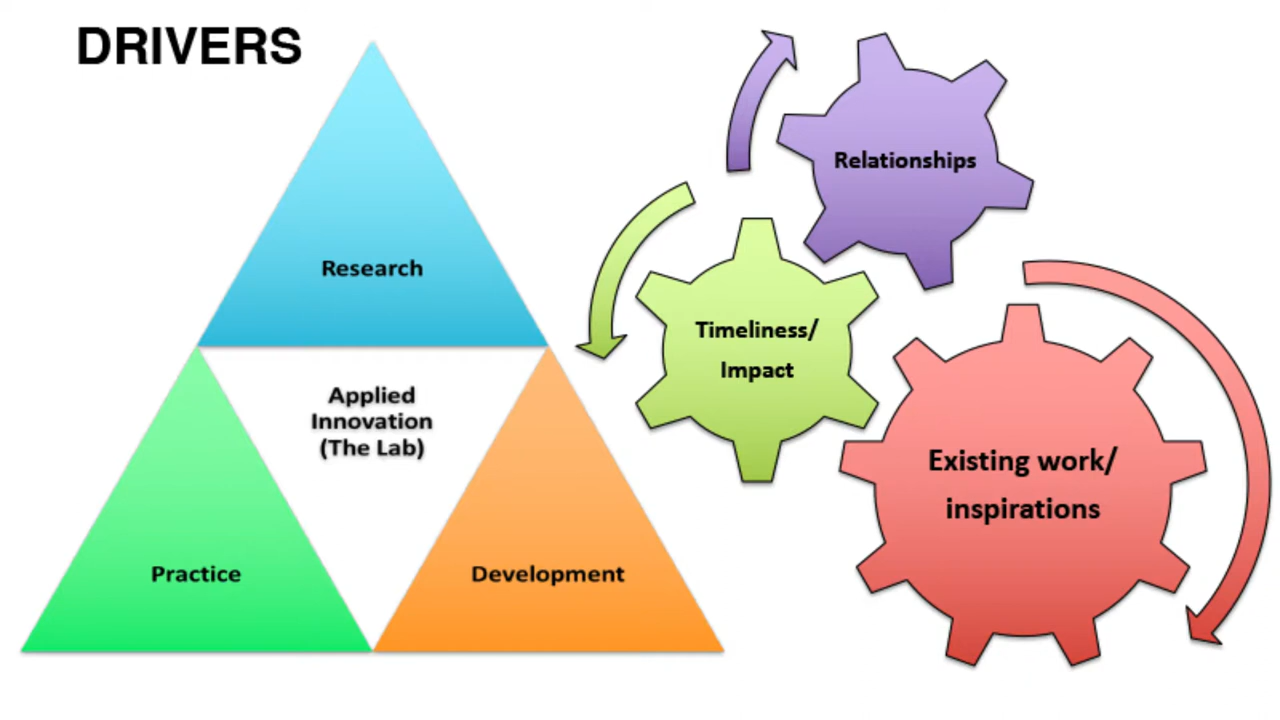 DRIVERS
Research
Applied
Innovation
(The Lab)
Practice
Development
Relationships
Timeliness/
Impact
Existing work/
inspirations